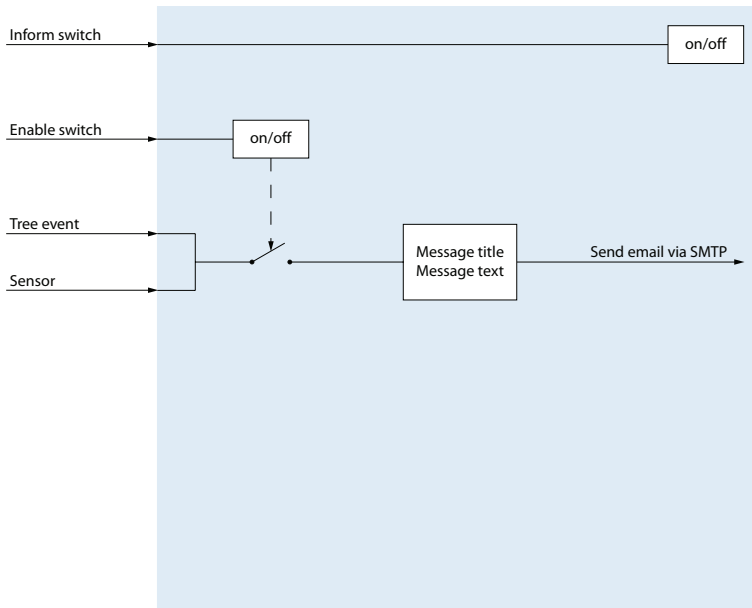 Inform switch
on/off
Enable switch
on/off
Tree event
Sensor
Message title
Message text
Send email via SMTP